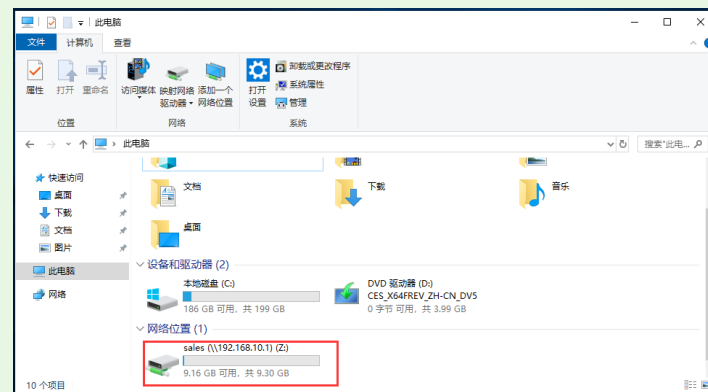 此电脑
文件 计算机 查看
属性 打开 重命名 访问媒体 映射网络驱动器 添加一个网络位置 打开设置 卸载或更改程序
系统属性
管理
位置 网络 系统
此电脑 搜索"此电...
快速访问
桌面
下载
文档
图片
此电脑
网络
文档 下载 音乐
桌面
设备和驱动器 (2)
本地磁盘 (C:) DVD 驱动器 (D:)
CES_X64FREV_ZH-CN_DV5
186 GB 可用，共 199 GB 0 字节 可用，共 3.99 GB
网络位置 (1)
sales (\\192.168.10.1) (Z:)
9.16 GB 可用，共 9.30 GB
10 个项目